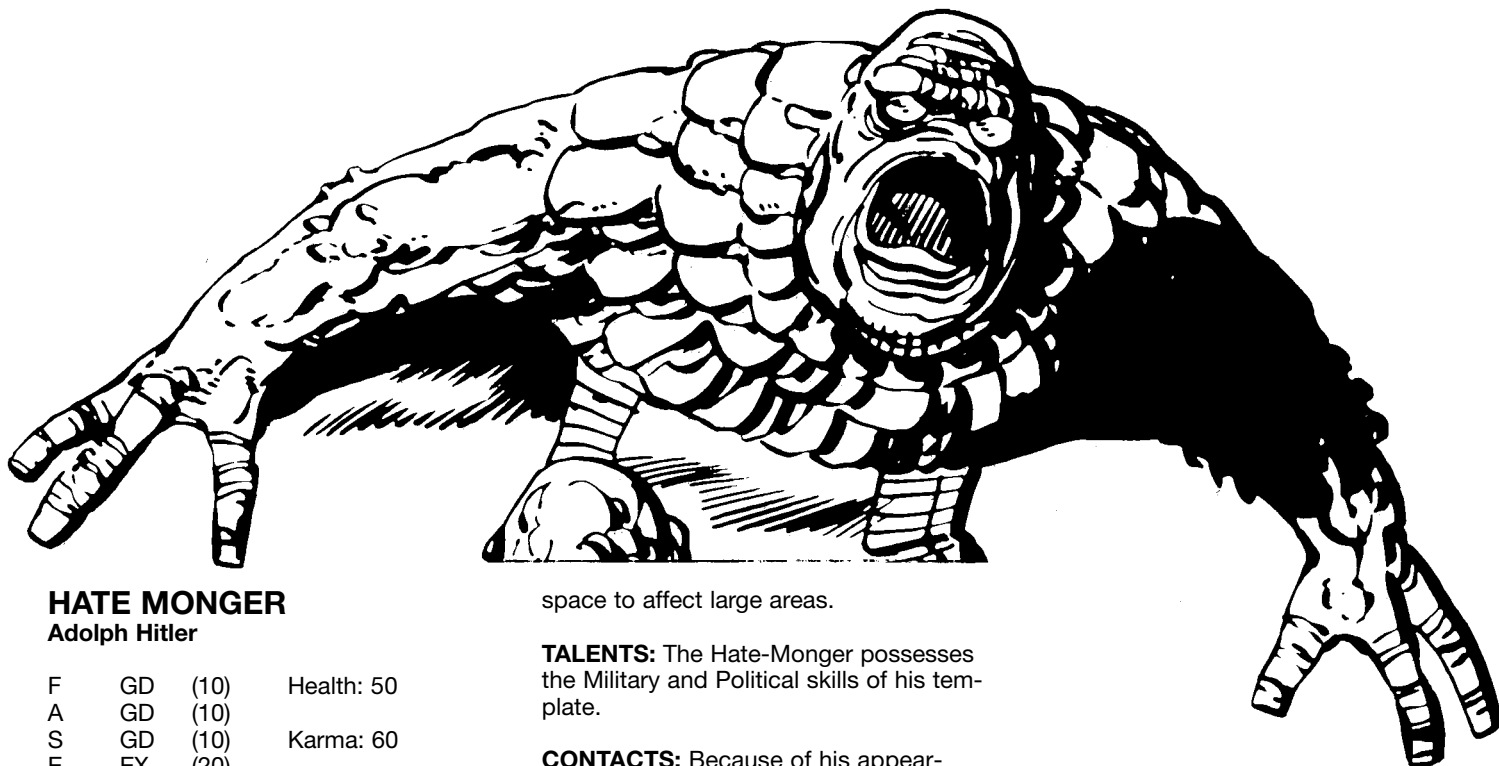 HATE MONGER
Adolph Hitler
F GD (10) Health: 50
A GD (10)
S GD (10) Karma: 60
E EX (20)
space to affect large areas.
TALENTS: The Hate-Monger possesses
the Military and Political skills of his tem-
plate.
CONTACTS: Because of his appear-